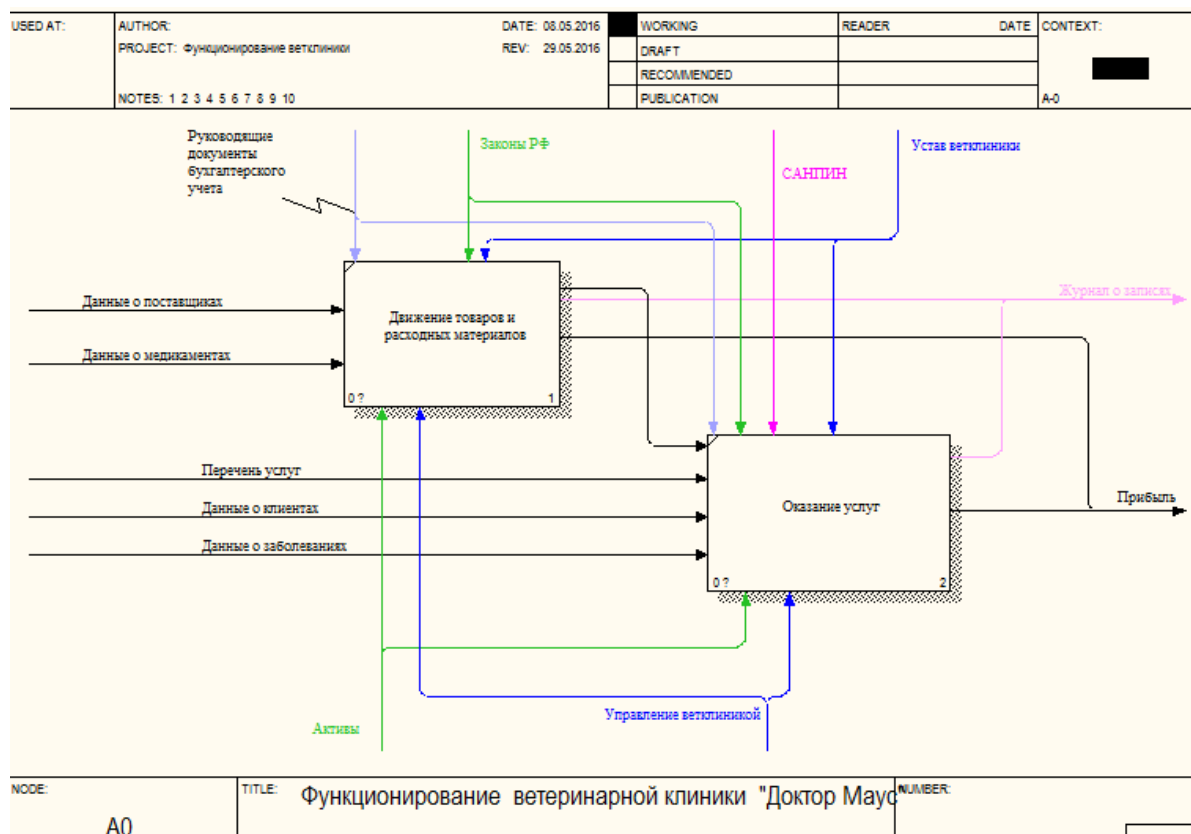 USED AT:
AUTHOR:
DATE: 08.05.2016
WORKING
READER
DATE
CONTEXT:
PROJECT: Функционирование ветклиники
REV: 29.05.2016
DRAFT
RECOMMENDED
NOTES: 1 2 3 4 5 6 7 8 9 10
PUBLICATION
A-0
Руководящие
документы
бухгалтерского
учета
Законы РФ
САНПИН
Устав ветклиники
Данные о поставщиках
Данные о медикаментах
Движение товаров и
расходных материалов
0 ?
1
Журнал о записях
Перечень услуг
Данные о клиентах
Данные о заболеваниях
Оказание услуг
0 ?
2
Прибыль
Активы
Управление ветклиникой
NODE:
A0
TITLE:
Функционирование ветеринарной клиники "Доктор Маус"
NUMBER: